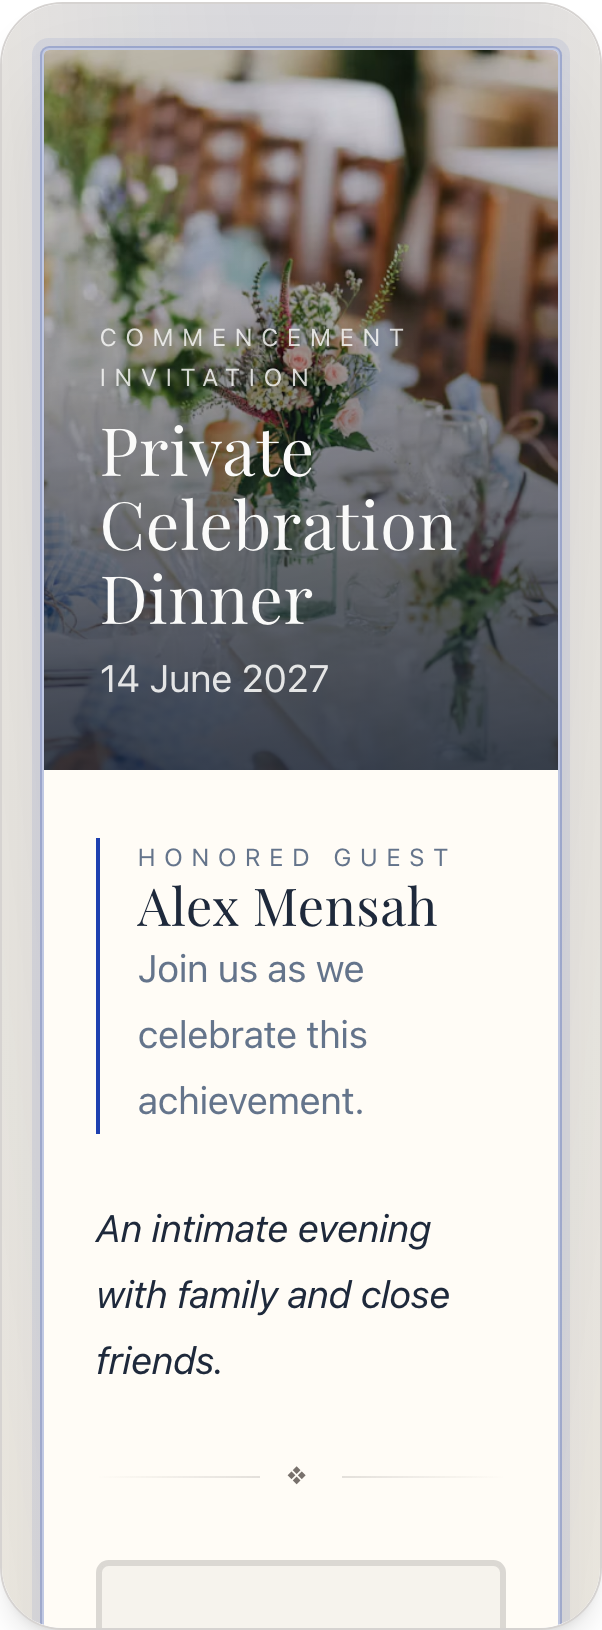 COMMENCEMENT
INVITATION
Private
Celebration
Dinner
14 June 2027
HONORED GUEST
Alex Mensah
Join us as we
celebrate this
achievement.
An intimate evening
with family and close
friends.